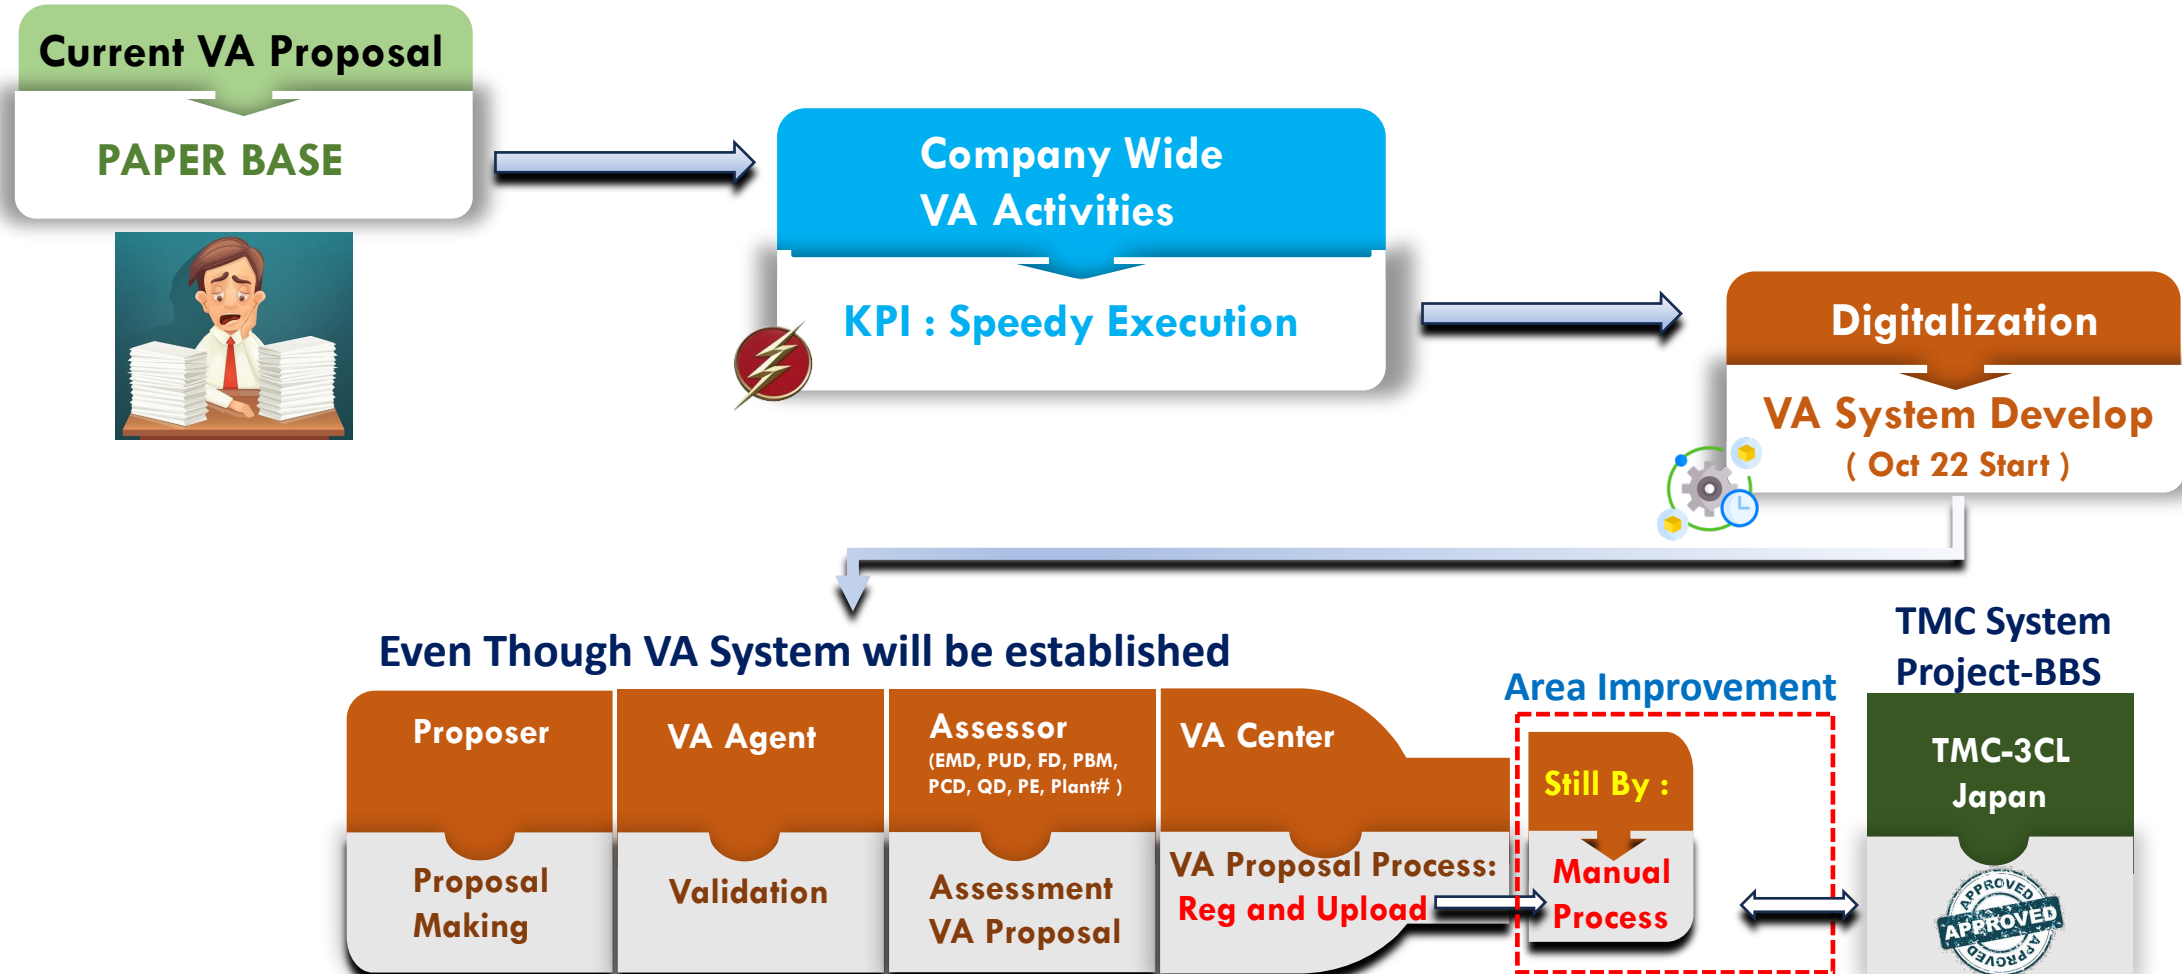 Current VA Proposal
PAPER BASE
Company Wide
VA Activities
KPI : Speedy Execution
Digitalization
VA System Develop
( Oct 22 Start )
Even Though VA System will be established
Proposer
Proposal
Making
VA Agent
Validation
Assessor
(EMD, PUD, FD, PBM,
PCD, QD, PE, Plant# )
Assessment
VA Proposal
VA Center
VA Proposal Process:
Reg and Upload
Area Improvement
Still By :
Manual
Process
TMC System
Project-BBS
TMC-3CL
Japan
APPROVED
APPROVED
APPROVED